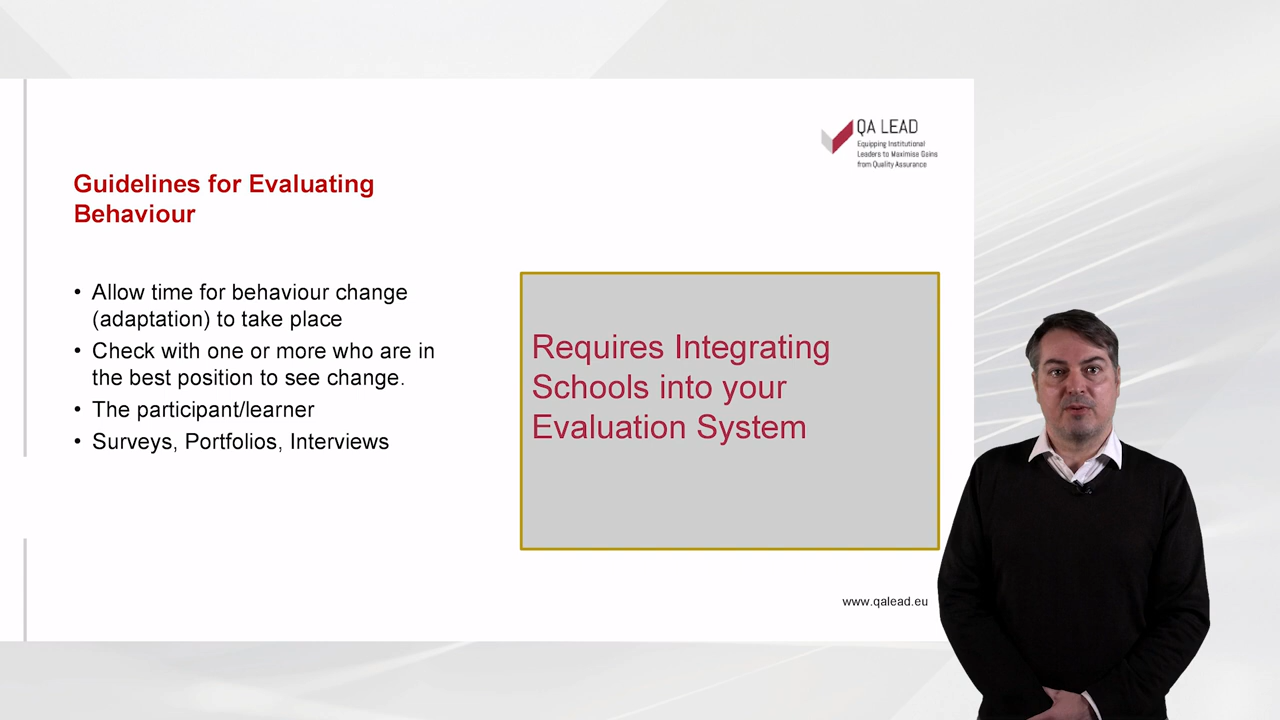 QA LEAD
Equipping Institutional
Leaders to Maximise Gains
from Quality Assurance
Guidelines for Evaluating
Behaviour
• Allow time for behaviour change
(adaptation) to take place
• Check with one or more who are in
the best position to see change.
• The participant/learner
• Surveys, Portfolios, Interviews
Requires Integrating
Schools into your
Evaluation System
www.qalead.eu